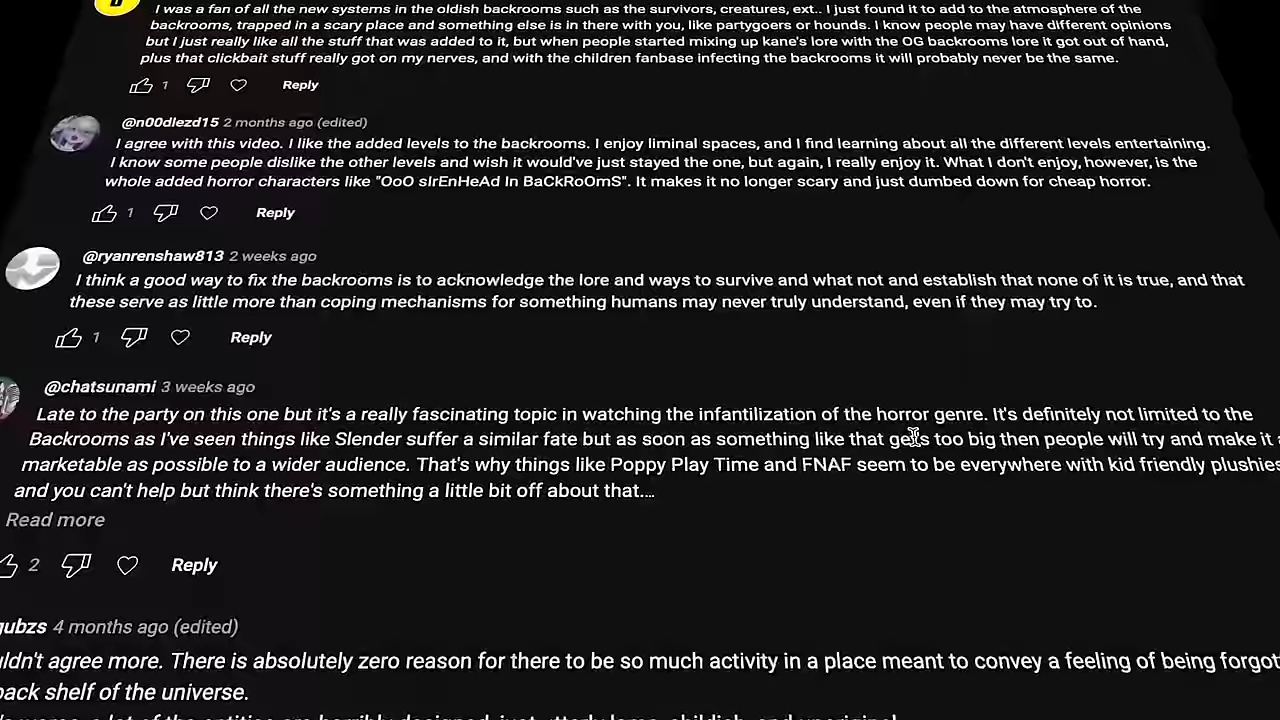 I was a fan of all the new systems in the oldish backrooms such as the survivors, creatures, ext.. I just found it to add to the atmosphere of the
backrooms, trapped in a scary place and something else is in there with you, like partygoers or hounds. I know people may have different opinions
but I just really like all the stuff that was added to it, but when people started mixing up kane's lore with the OG backrooms lore it got out of hand,
plus that clickbait stuff really got on my nerves, and with the children fanbase infecting the backrooms it will probably never be the same.
1 Reply
@n00dlezd15 2 months ago (edited)
I agree with this video. I like the added levels to the backrooms. I enjoy liminal spaces, and I find learning about all the different levels entertaining.
I know some people dislike the other levels and wish it would've just stayed the one, but again, I really enjoy it. What I don't enjoy, however, is the
whole added horror characters like "OoO sIrEnHeAd In BaCkRoOmS". It makes it no longer scary and just dumbed down for cheap horror.
1 Reply
@ryanrenshaw813 2 weeks ago
I think a good way to fix the backrooms is to acknowledge the lore and ways to survive and what not and establish that none of it is true, and that
these serve as little more than coping mechanisms for something humans may never truly understand, even if they may try to.
1 Reply
@chatsunami 3 weeks ago
Late to the party on this one but it's a really fascinating topic in watching the infantilization of the horror genre. It's definitely not limited to the
Backrooms as I've seen things like Slender suffer a similar fate but as soon as something like that gets too big then people will try and make it
marketable as possible to a wider audience. That's why things like Poppy Play Time and FNAF seem to be everywhere with kid friendly plushies
and you can't help but think there's something a little bit off about that....
Read more
2 Reply
gubzs 4 months ago (edited)
uldn't agree more. There is absolutely zero reason for there to be so much activity in a place meant to convey a feeling of being forgot
back shelf of the universe.
a lot of the entities are horribly designed, just utterly lame, childish, and unoriginal